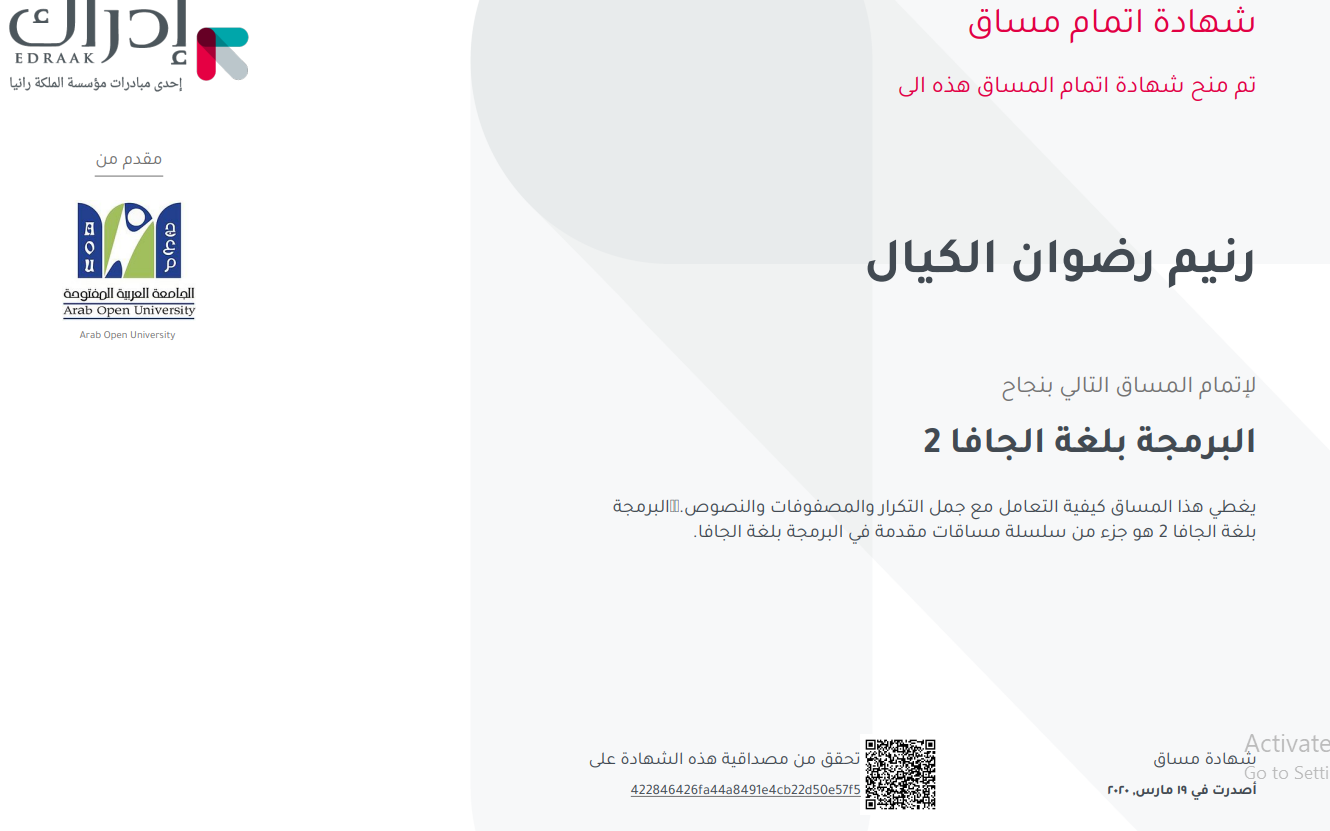 شهادة اتمام مساق
تم منح شهادة اتمام المساق هذه الى
رنيم رضوان الكيال
لإتمام المساق التالي بنجاح
البرمجة بلغة الجافا 2
يغطي هذا المساق كيفية التعامل مع جمل التكرار والمصفوفات والنصوص.البرمجة
بلغة الجافا 2 هو جزء من سلسلة مساقات مقدمة في البرمجة بلغة الجافا.
شهادة مساق
أصدرت في ١٩ مارس, ٢٠٢٠
تحقق من مصداقية هذه الشهادة على
422846426fa44a8491e4cb22d50e57f5
إدراك
EDRAAK
إحدى مبادرات مؤسسة الملكة رانيا
مقدم من
AOU
الجامعة العربية المفتوحة
Arab Open University
Arab Open University
Activate
Go to Setti